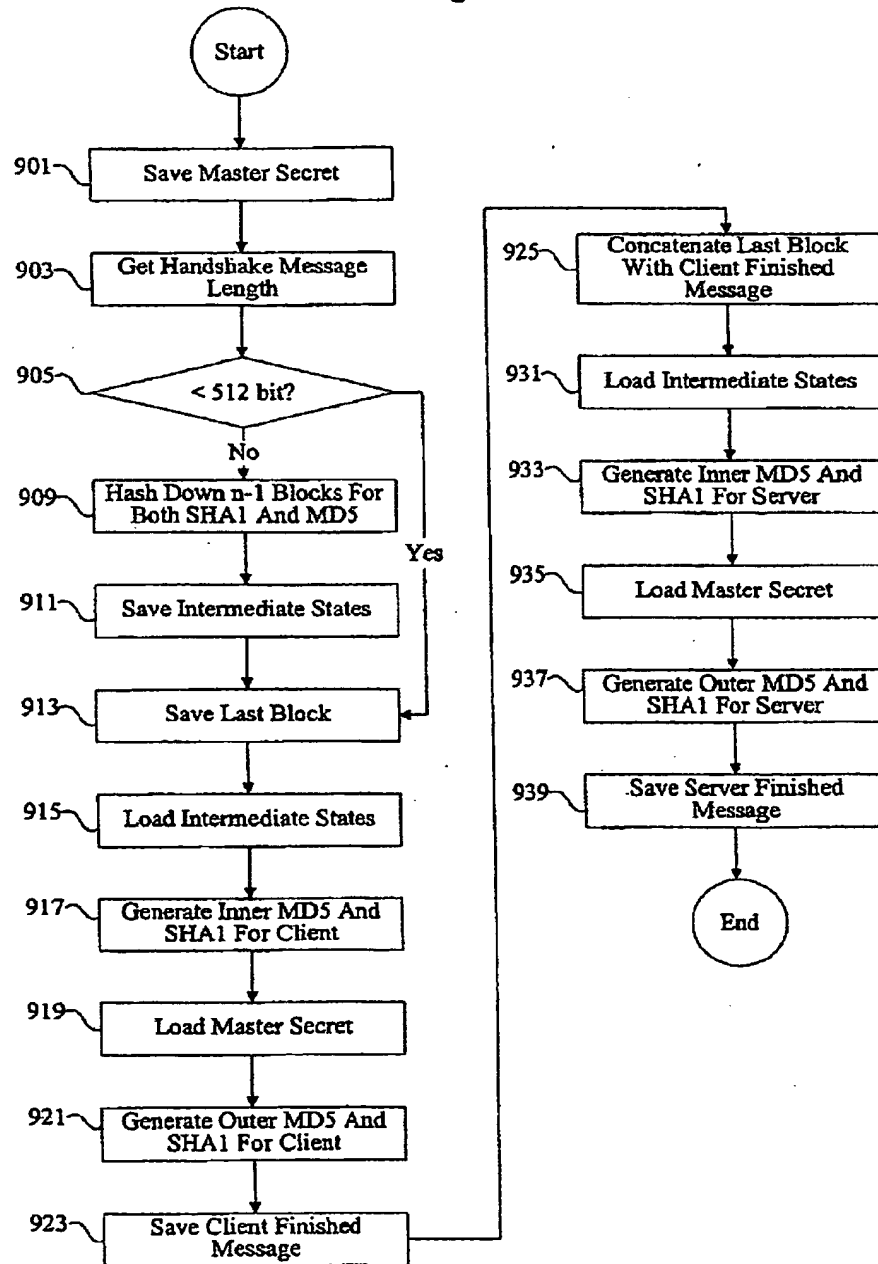 Start
901
Save Master Secret
903
Get Handshake Message
Length
905
< 512 bit?
No
Yes
909
Hash Down n-1 Blocks For
Both SHA1 And MD5
911
Save Intermediate States
913
Save Last Block
915
Load Intermediate States
917
Generate Inner MD5 And
SHA1 For Client
919
Load Master Secret
921
Generate Outer MD5 And
SHA1 For Client
923
Save Client Finished
Message
925
Concatenate Last Block
With Client Finished
Message
931
Load Intermediate States
933
Generate Inner MD5 And
SHA1 For Server
935
Load Master Secret
937
Generate Outer MD5 And
SHA1 For Server
939
Save Server Finished
Message
End